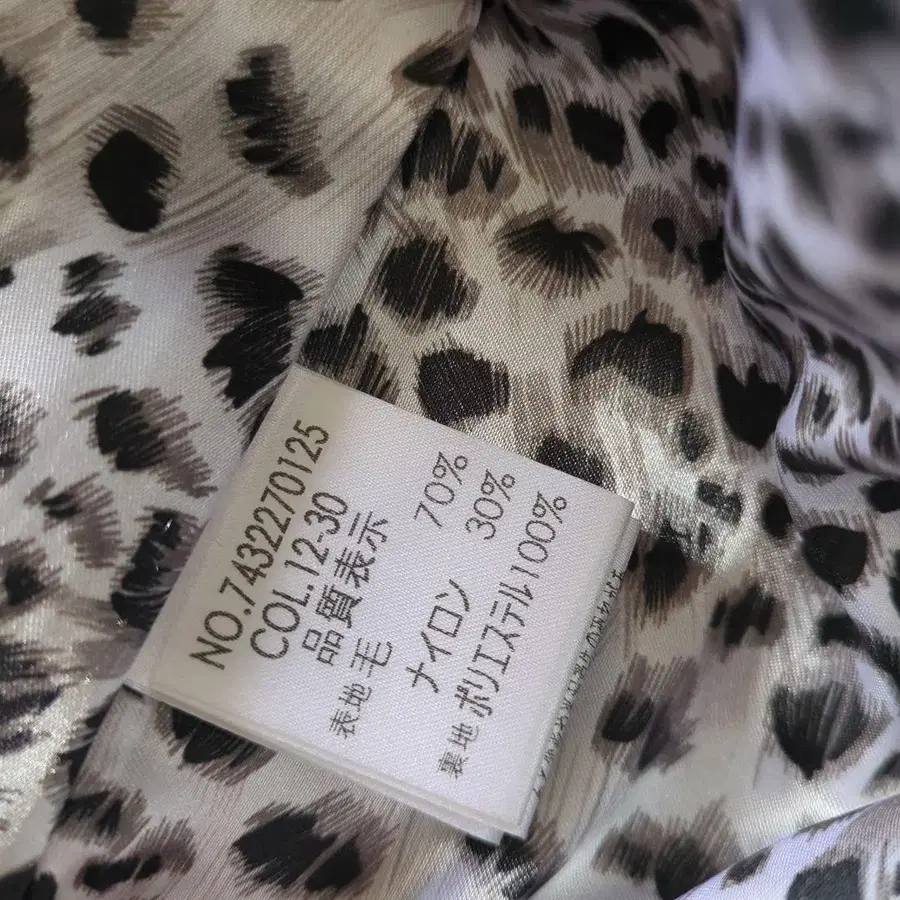 NO.7432270125
COL.12-30
品質表示
表地 毛 70%
ナイロン 30%
裏地 ポリエステル100%